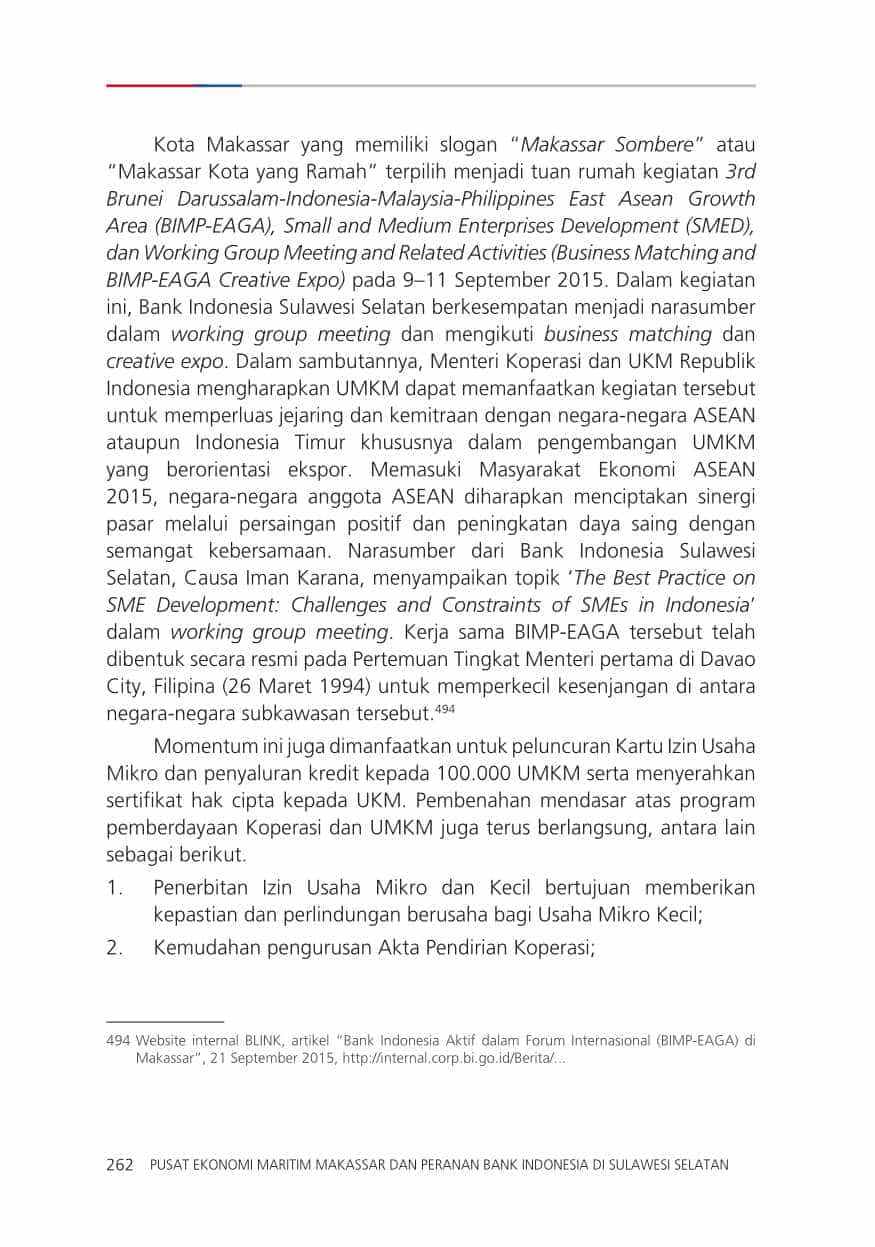 Kota Makassar yang memiliki slogan “Makassar Sombere” atau
“Makassar Kota yang Ramah” terpilih menjadi tuan rumah kegiatan 3rd
Brunei Darussalam-Indonesia-Malaysia-Philippines East Asean Growth
Area (BIMP-EAGA), Small and Medium Enterprises Development (SMED),
dan Working Group Meeting and Related Activities (Business Matching and
BIMP-EAGA Creative Expo) pada 9–11 September 2015. Dalam kegiatan
ini, Bank Indonesia Sulawesi Selatan berkesempatan menjadi narasumber
dalam working group meeting dan mengikuti business matching dan
creative expo. Dalam sambutannya, Menteri Koperasi dan UKM Republik
Indonesia mengharapkan UMKM dapat memanfaatkan kegiatan tersebut
untuk memperluas jejaring dan kemitraan dengan negara-negara ASEAN
ataupun Indonesia Timur khususnya dalam pengembangan UMKM
yang berorientasi ekspor. Memasuki Masyarakat Ekonomi ASEAN
2015, negara-negara anggota ASEAN diharapkan menciptakan sinergi
pasar melalui persaingan positif dan peningkatan daya saing dengan
semangat kebersamaan. Narasumber dari Bank Indonesia Sulawesi
Selatan, Causa Iman Karana, menyampaikan topik ‘The Best Practice on
SME Development: Challenges and Constraints of SMEs in Indonesia’
dalam working group meeting. Kerja sama BIMP-EAGA tersebut telah
dibentuk secara resmi pada Pertemuan Tingkat Menteri pertama di Davao
City, Filipina (26 Maret 1994) untuk memperkecil kesenjangan di antara
negara-negara subkawasan tersebut.494
Momentum ini juga dimanfaatkan untuk peluncuran Kartu Izin Usaha
Mikro dan penyaluran kredit kepada 100.000 UMKM serta menyerahkan
sertifikat hak cipta kepada UKM. Pembenahan mendasar atas program
pemberdayaan Koperasi dan UMKM juga terus berlangsung, antara lain
sebagai berikut.
1. Penerbitan Izin Usaha Mikro dan Kecil bertujuan memberikan
kepastian dan perlindungan berusaha bagi Usaha Mikro Kecil;
2. Kemudahan pengurusan Akta Pendirian Koperasi;
494 Website internal BLINK, artikel “Bank Indonesia Aktif dalam Forum Internasional (BIMP-EAGA) di
Makassar”, 21 September 2015, http://internal.corp.bi.go.id/Berita/...
262 PUSAT EKONOMI MARITIM MAKASSAR DAN PERANAN BANK INDONESIA DI SULAWESI SELATAN